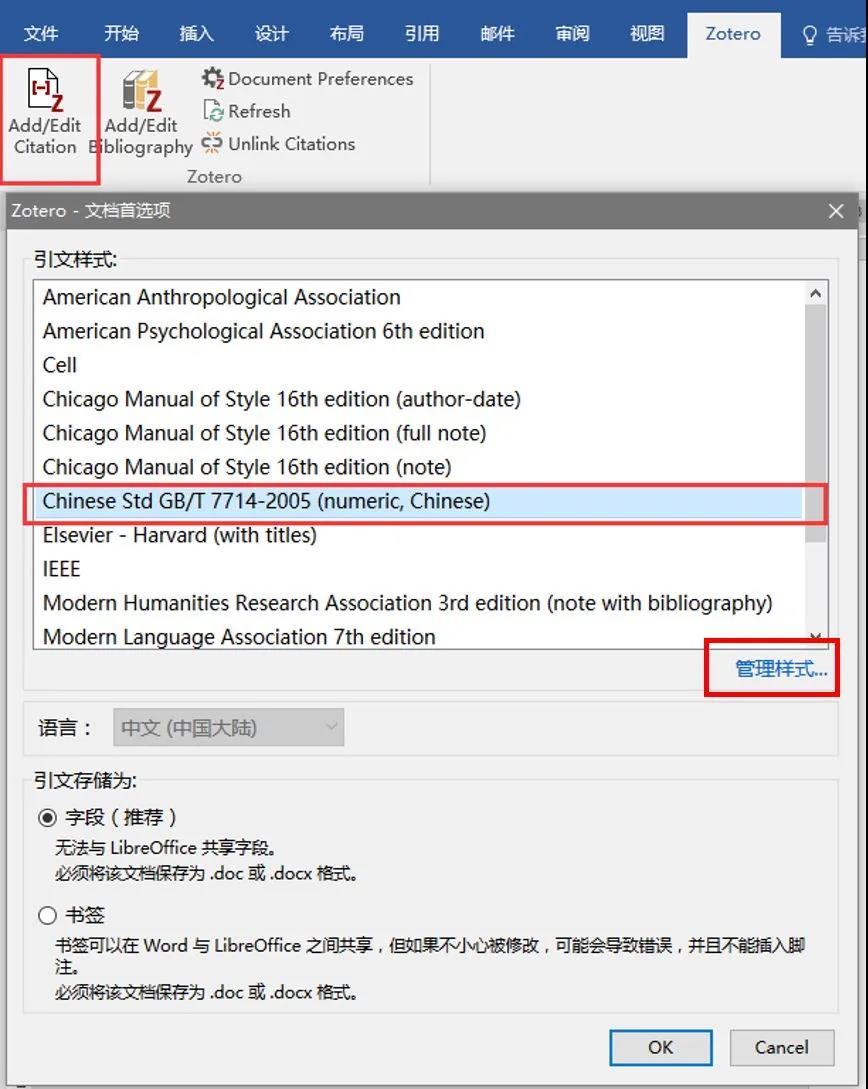 文件 开始 插入 设计 布局 引用 邮件 审阅 视图 Zotero 告诉
Add/Edit
Citation
Add/Edit
Bibliography
Document Preferences
Refresh
Unlink Citations
Zotero
Zotero - 文档首选项
引文样式:
American Anthropological Association
American Psychological Association 6th edition
Cell
Chicago Manual of Style 16th edition (author-date)
Chicago Manual of Style 16th edition (full note)
Chicago Manual of Style 16th edition (note)
Chinese Std GB/T 7714-2005 (numeric, Chinese)
Elsevier - Harvard (with titles)
IEEE
Modern Humanities Research Association 3rd edition (note with bibliography)
Modern Language Association 7th edition
管理样式...
语言： 中文 (中国大陆)
引文存储为:
字段（推荐）
无法与 LibreOffice 共享字段。
必须将该文档保存为 .doc 或 .docx 格式。
书签
书签可以在 Word 与 LibreOffice 之间共享，但如果不小心被修改，可能会导致错误，并且不能插入脚
注。
必须将该文档保存为 .doc 或 .docx 格式。
OK Cancel